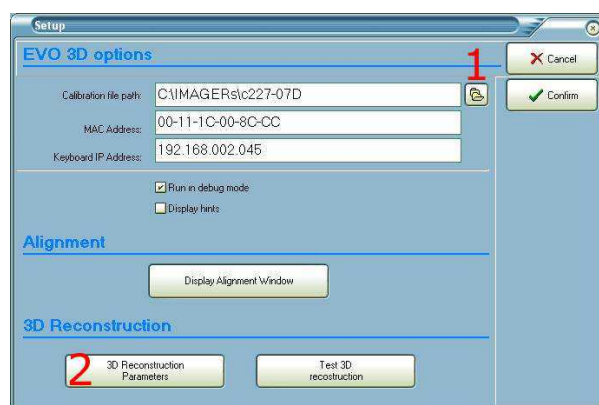 Setup
EVO 3D options
1
Cancel
Calibration file path:
C:\IMAGERs\c227-07D
Confirm
MAC Address:
00-11-1C-00-8C-CC
Keyboard IP Address:
192.168.002.045
Run in debug mode
Display hints
Alignment
Display Alignment Window
3D Reconstruction
2
3D Reconstruction
Parameters
Test 3D
recostruction